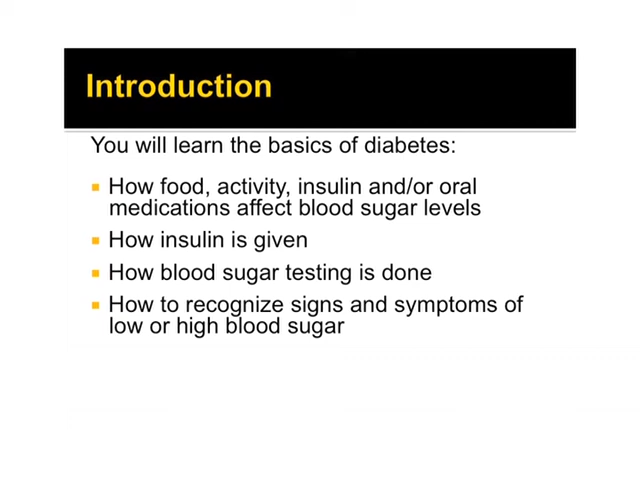 Introduction
You will learn the basics of diabetes:
How food, activity, insulin and/or oral
medications affect blood sugar levels
How insulin is given
How blood sugar testing is done
How to recognize signs and symptoms of
low or high blood sugar